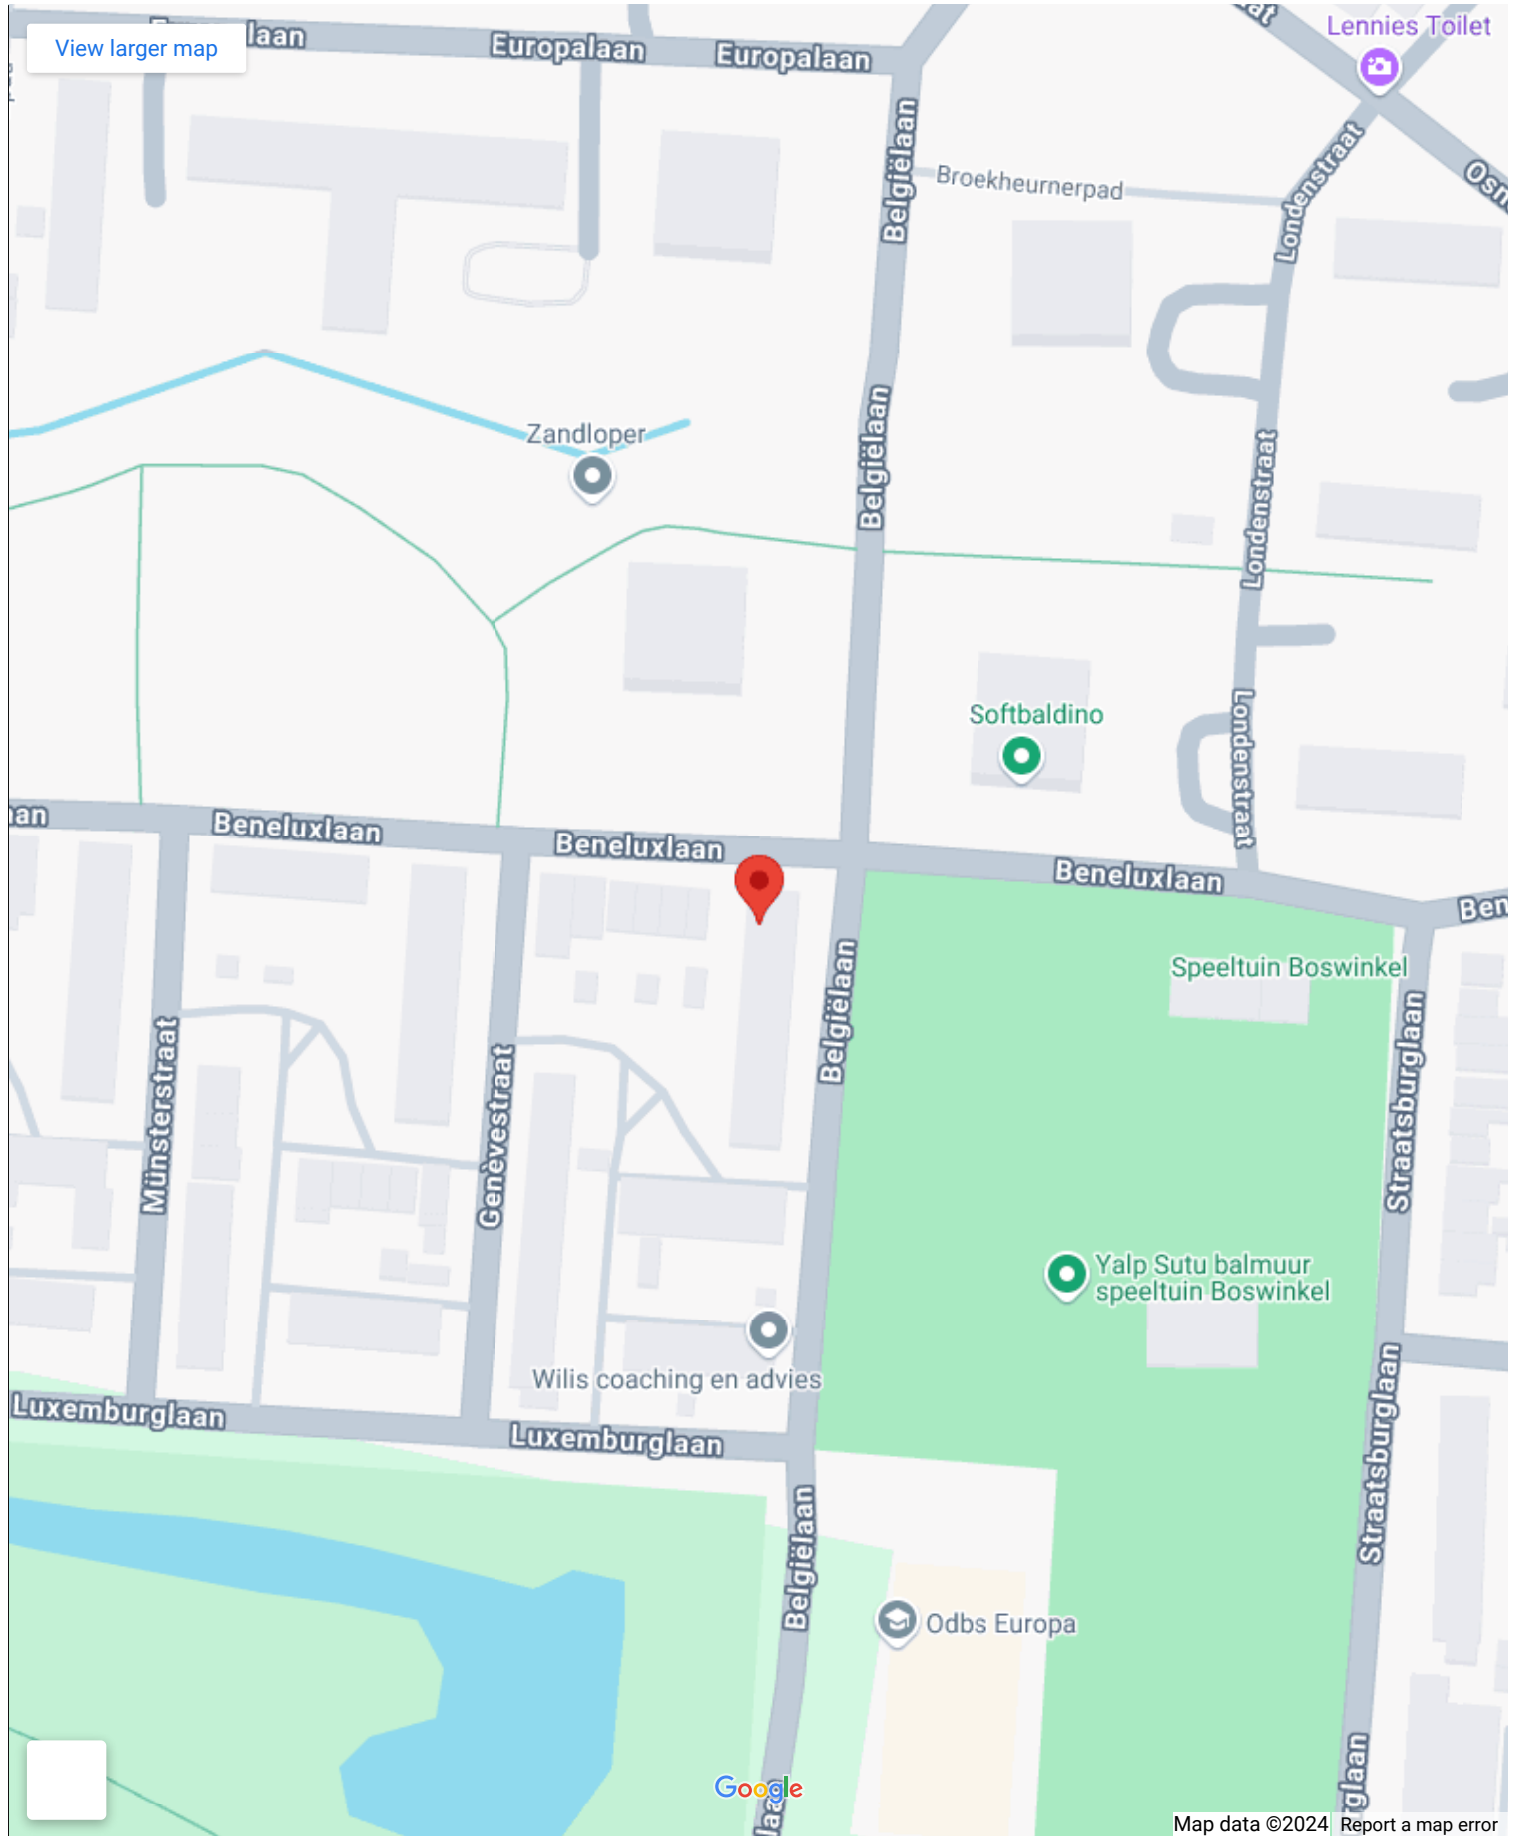 View larger map
laan
Europalaan
Europalaan
Lennies Toilet
Belgiëlaan
Broekheurnerpad
Londenstraat
Belgiëlaan
Zandloper
Londenstraat
Softbaldino
Londenstraat
Beneluxlaan
Beneluxlaan
Beneluxlaan
Belgiëlaan
Speeltuin Boswinkel
Münsterstraat
Genèvestraat
Straatsburglaan
Yalp Sutu balmuur
speeltuin Boswinkel
Wilis coaching en advies
Luxemburglaan
Luxemburglaan
Straatsburglaan
Belgiëlaan
Odbs Europa
Google
Map data ©2024
Report a map error